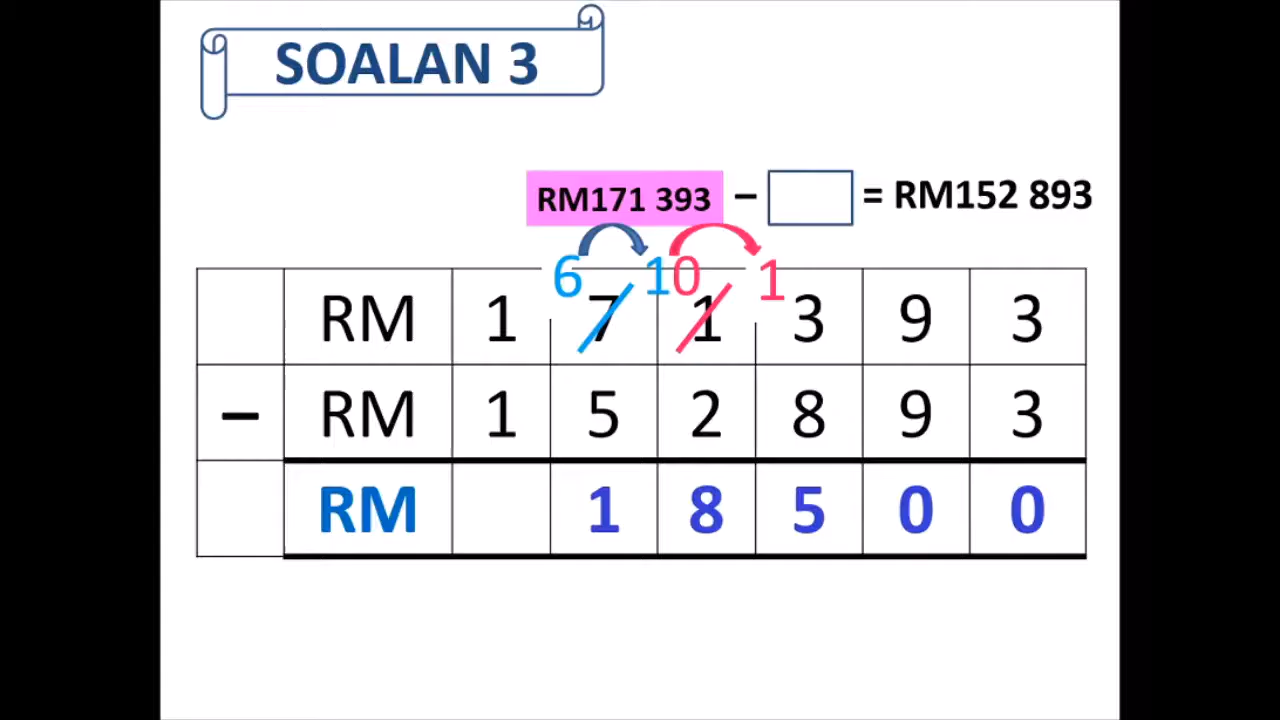 SOALAN 3
RM171 393 – = RM152 893
6 10 1
RM 1 7 1 3 9 3
– RM 1 5 2 8 9 3
RM 1 8 5 0 0